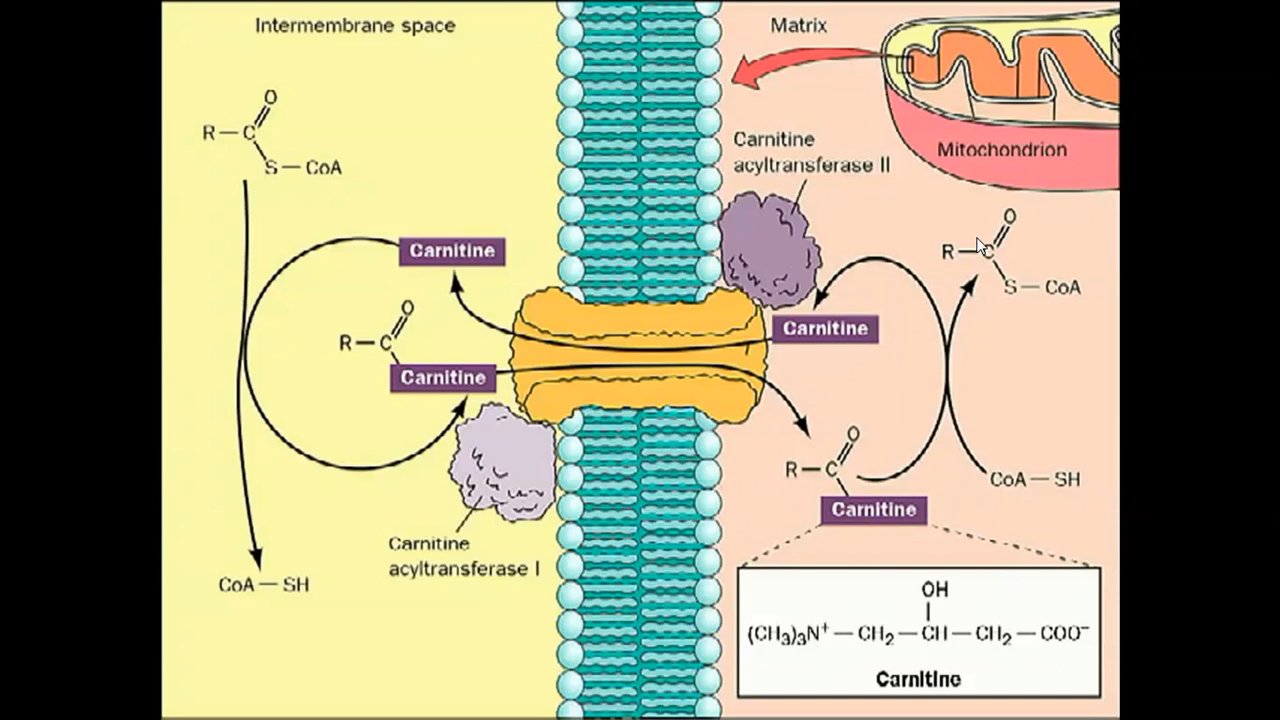 Intermembrane space
Matrix
O
R — C
S — CoA
Carnitine
acyltransferase II
Mitochondrion
Carnitine
O
R — C
Carnitine
Carnitine
O
R — C
S — CoA
O
R — C
Carnitine
CoA — SH
Carnitine
acyltransferase I
CoA — SH
OH
(CH₃)₃N⁺ — CH₂ — CH — CH₂ — COO⁻
Carnitine